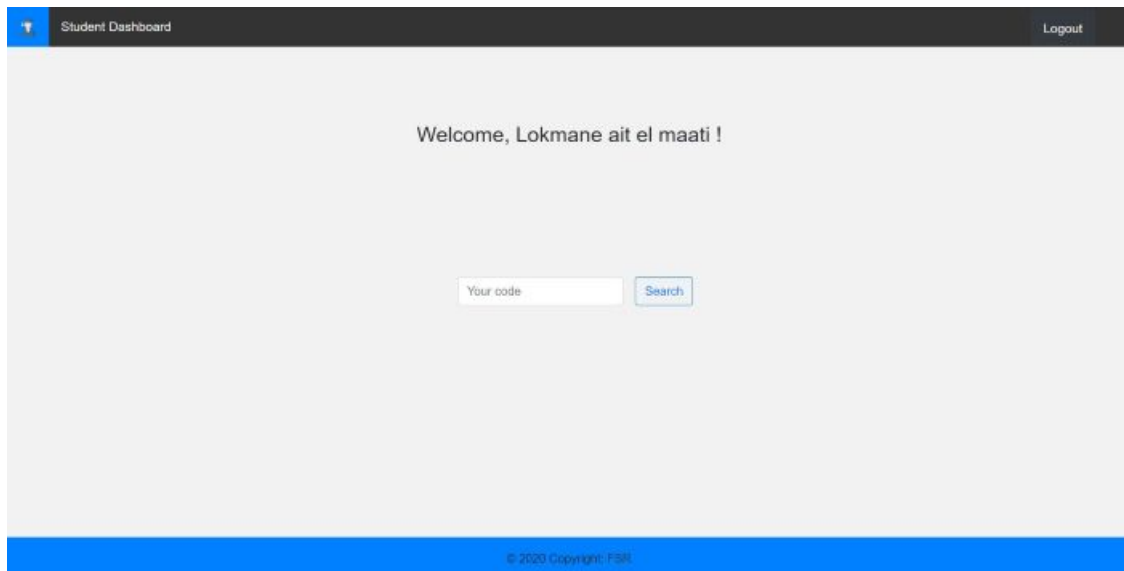 Student Dashboard
Logout
Welcome, Lokmane ait el maati !
Your code
Search
© 2020 Copyright: FSR